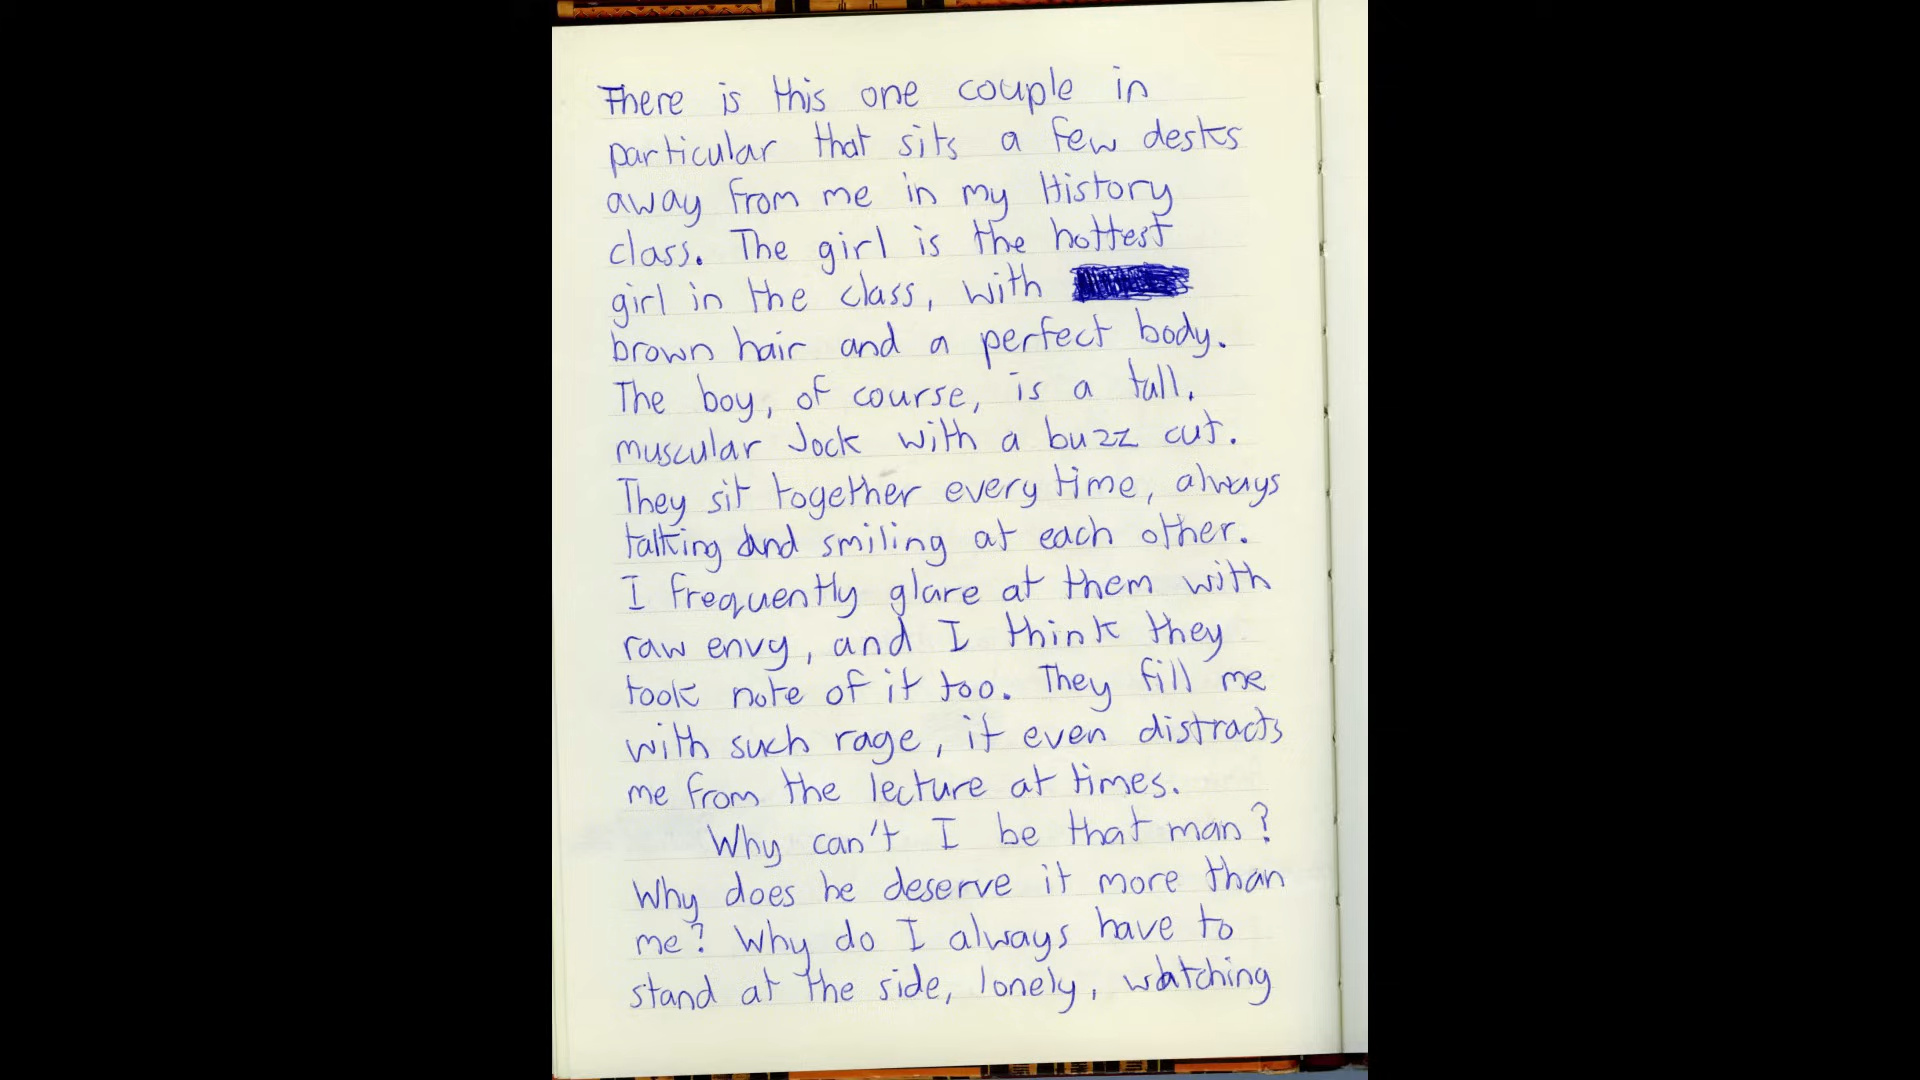 There is this one couple in
particular that sits a few desks
away from me in my History
class. The girl is the hottest
girl in the class, with
brown hair and a perfect body.
The boy, of course, is a tall,
muscular Jock with a buzz cut.
They sit together every time, always
talking and smiling at each other.
I frequently glare at them with
raw envy, and I think they
took note of it too. They fill me
with such rage, it even distracts
me from the lecture at times.
Why can't I be that man?
Why does he deserve it more than
me? Why do I always have to
stand at the side, lonely, watching